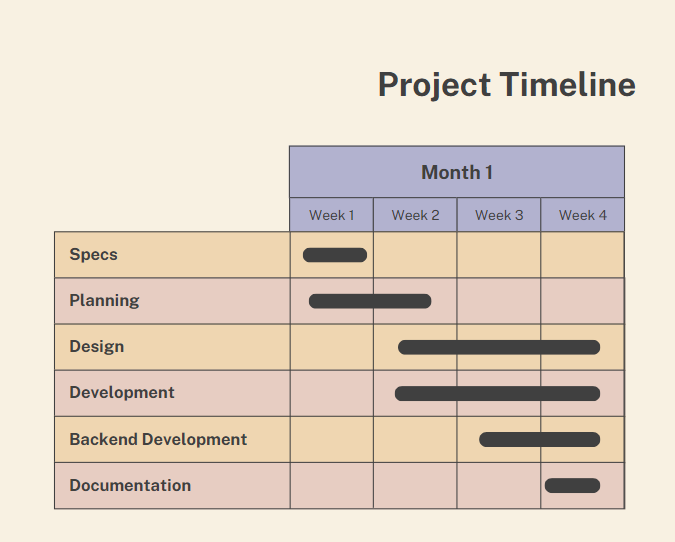 Project Timeline
Month 1
Week 1 Week 2 Week 3 Week 4
Specs
Planning
Design
Development
Backend Development
Documentation